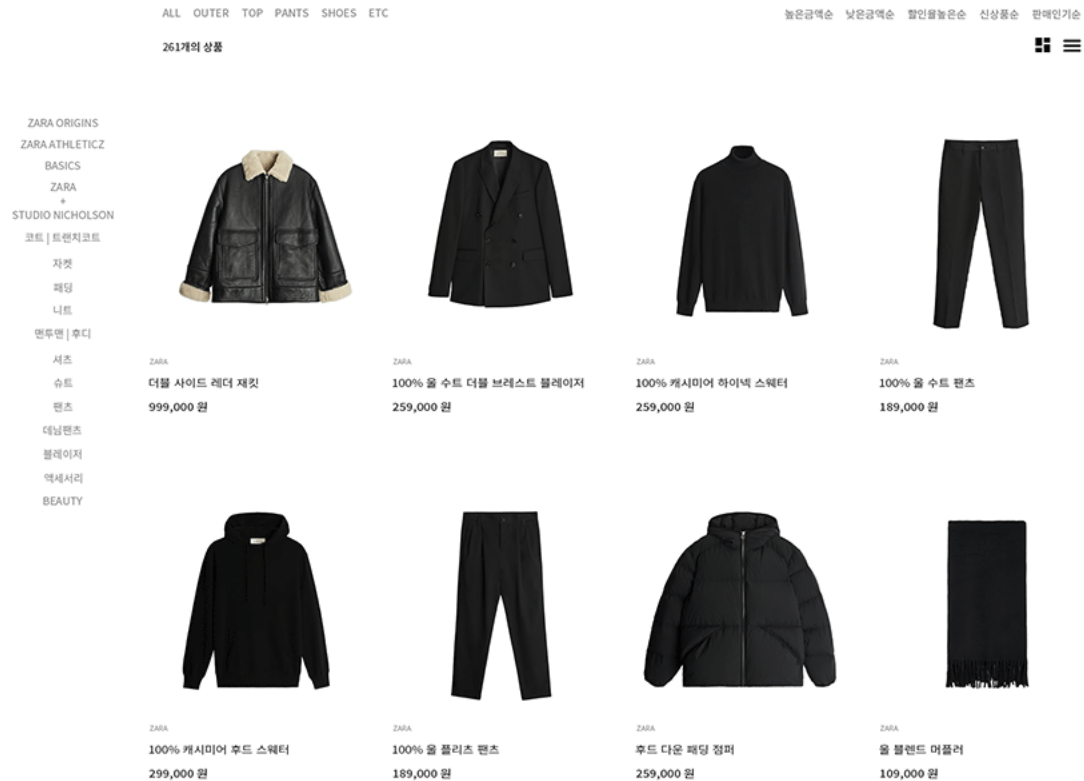 ALL OUTER TOP PANTS SHOES ETC
높은금액순 낮은금액순 할인율높은순 신상품순 판매인기순
261개의 상품
ZARA ORIGINS
ZARA ATHLETICZ
BASICS
ZARA
+
STUDIO NICHOLSON
코트 | 트랜치코트
자켓
패딩
니트
맨투맨 | 후디
셔츠
슈트
팬츠
데님팬츠
블레이저
액세서리
BEAUTY
ZARA
더블 사이드 레더 재킷
999,000 원
ZARA
100% 울 수트 더블 브레스트 블레이저
259,000 원
ZARA
100% 캐시미어 하이넥 스웨터
259,000 원
ZARA
100% 울 수트 팬츠
189,000 원
ZARA
100% 캐시미어 후드 스웨터
299,000 원
ZARA
100% 울 플리츠 팬츠
189,000 원
ZARA
후드 다운 패딩 점퍼
259,000 원
ZARA
울 블렌드 머플러
109,000 원